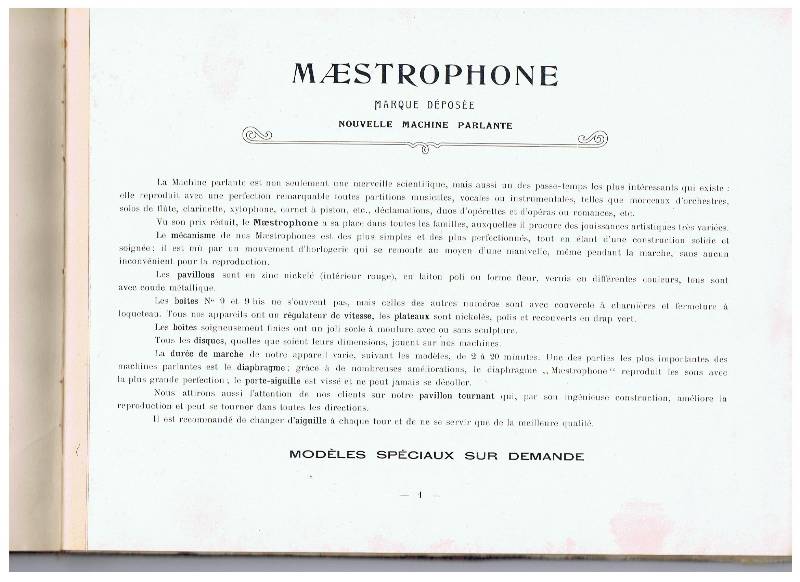 MÆSTROPHONE
MARQUE DÉPOSÉE
NOUVELLE MACHINE PARLANTE
La Machine parlante est non seulement une merveille scientifique, mais aussi un des passe-temps les plus intéressants qui existe :
elle reproduit avec une perfection remarquable toutes partitions musicales, vocales ou instrumentales, telles que morceaux d'orchestres,
solos de flûte, clarinette, xylophone, cornet à piston, etc., déclamations, duos d'opérettes et d'opéras ou romances, etc.
Vu son prix réduit, le Mæstrophone a sa place dans toutes les familles, auxquelles il procure des jouissances artistiques très variées.
Le mécanisme de nos Mæstrophones est des plus simples et des plus perfectionnés, tout en étant d'une construction solide et
soignée; il est mû par un mouvement d'horlogerie qui se remonte au moyen d'une manivelle, même pendant la marche, sans aucun
inconvénient pour la reproduction.
Les pavillons sont en zinc nickelé (intérieur rouge), en laiton poli ou forme fleur, vernis en différentes couleurs, tous sont
avec coude métallique.
Les boîtes Nos 9 et 9 bis ne s'ouvrent pas, mais celles des autres numéros sont avec couvercle à charnières et fermeture à
loqueteau. Tous nos appareils ont un régulateur de vitesse, les plateaux sont nickelés, polis et recouverts en drap vert.
Les boîtes soigneusement finies ont un joli socle à moulure avec ou sans sculpture.
Tous les disques, quelles que soient leurs dimensions, jouent sur nos machines.
La durée de marche de notre appareil varie, suivant les modèles, de 2 à 20 minutes. Une des parties les plus importantes des
machines parlantes est le diaphragme; grâce à de nombreuses améliorations, le diaphragme „Mæstrophone" reproduit les sons avec
la plus grande perfection; le porte-aiguille est vissé et ne peut jamais se décoller.
Nous attirons aussi l'attention de nos clients sur notre pavillon tournant qui, par son ingénieuse construction, améliore la
reproduction et peut se tourner dans toutes les directions.
Il est recommandé de changer d'aiguille à chaque tour et de ne se servir que de la meilleure qualité.
MODÈLES SPÉCIAUX SUR DEMANDE
— 1 —